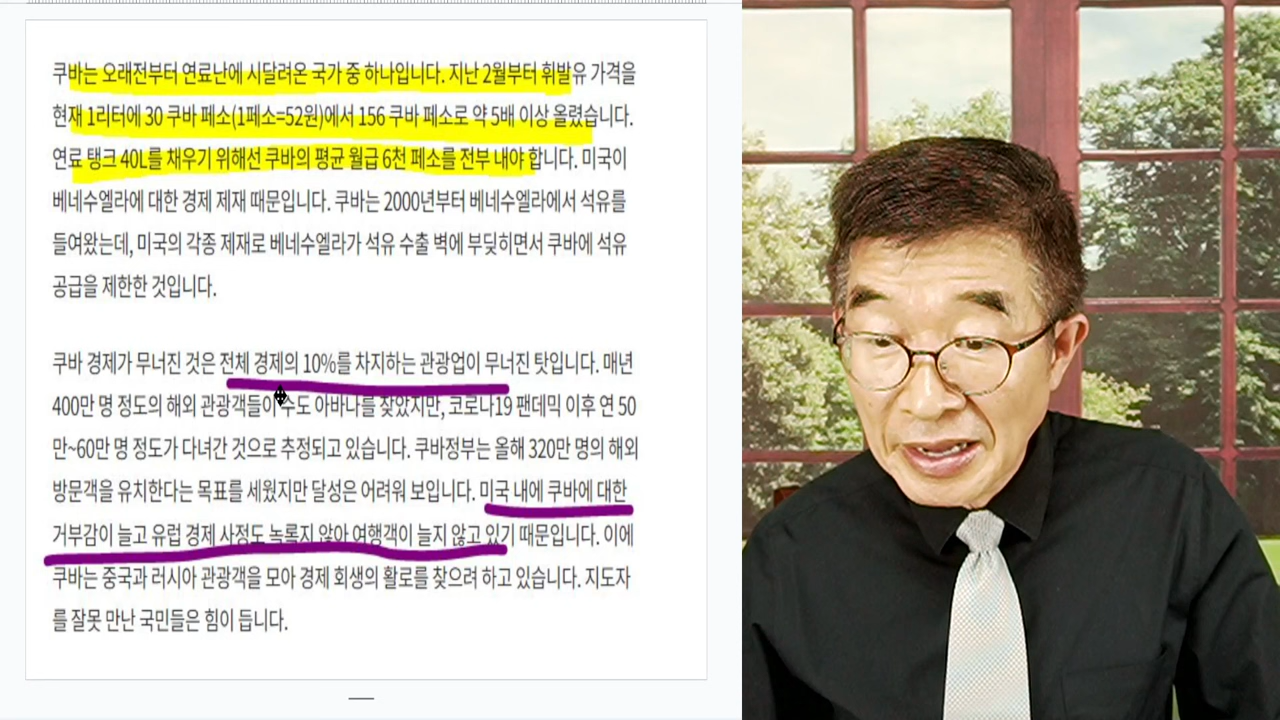 쿠바는 오래전부터 연료난에 시달려온 국가 중 하나입니다. 지난 2월부터 휘발유 가격을
현재 1리터에 30 쿠바 페소(1페소=52원)에서 156 쿠바 페소로 약 5배 이상 올렸습니다.
연료 탱크 40L를 채우기 위해선 쿠바의 평균 월급 6천 페소를 전부 내야 합니다. 미국이
베네수엘라에 대한 경제 제재 때문입니다. 쿠바는 2000년부터 베네수엘라에서 석유를
들여왔는데, 미국의 각종 제재로 베네수엘라가 석유 수출 벽에 부딪히면서 쿠바에 석유
공급을 제한한 것입니다.
쿠바 경제가 무너진 것은 전체 경제의 10%를 차지하는 관광업이 무너진 탓입니다. 매년
400만 명 정도의 해외 관광객들이 수도 아바나를 찾았지만, 코로나19 팬데믹 이후 연 50
만~60만 명 정도가 다녀간 것으로 추정되고 있습니다. 쿠바정부는 올해 320만 명의 해외
방문객을 유치한다는 목표를 세웠지만 달성은 어려워 보입니다. 미국 내에 쿠바에 대한
거부감이 늘고 유럽 경제 사정도 녹록지 않아 여행객이 늘지 않고 있기 때문입니다. 이에
쿠바는 중국과 러시아 관광객을 모아 경제 회생의 활로를 찾으려 하고 있습니다. 지도자
를 잘못 만난 국민들은 힘이 듭니다.